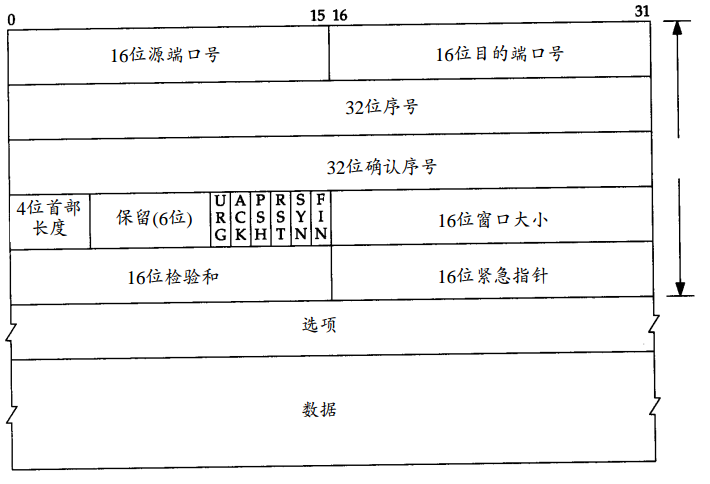 0 15 16 31
16位源端口号 16位目的端口号
32位序号
32位确认序号
4位首部
长度
保留(6位)
URG
ACK
PSH
RST
SYN
FIN
16位窗口大小
16位检验和 16位紧急指针
选项
数据